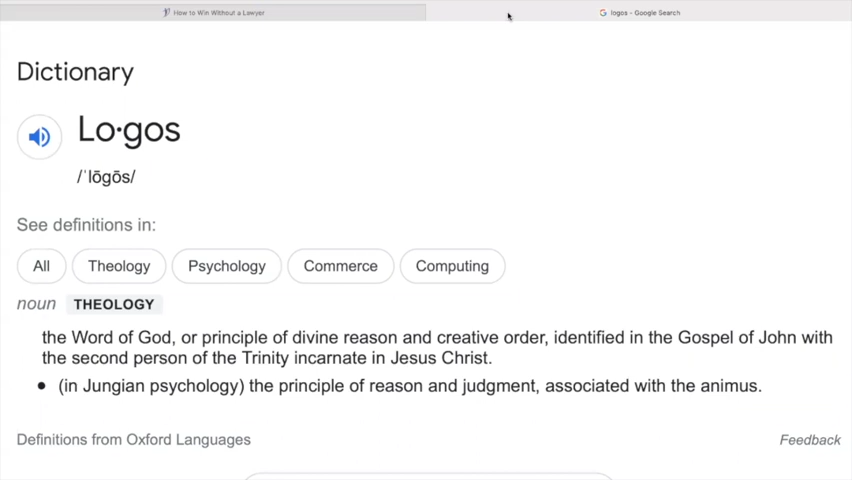 How to Win Without a Lawyer
logos - Google Search
Dictionary
Lo·gos
/ˈlōgōs/
See definitions in:
All Theology Psychology Commerce Computing
noun THEOLOGY
the Word of God, or principle of divine reason and creative order, identified in the Gospel of John with
the second person of the Trinity incarnate in Jesus Christ.
• (in Jungian psychology) the principle of reason and judgment, associated with the animus.
Definitions from Oxford Languages
Feedback